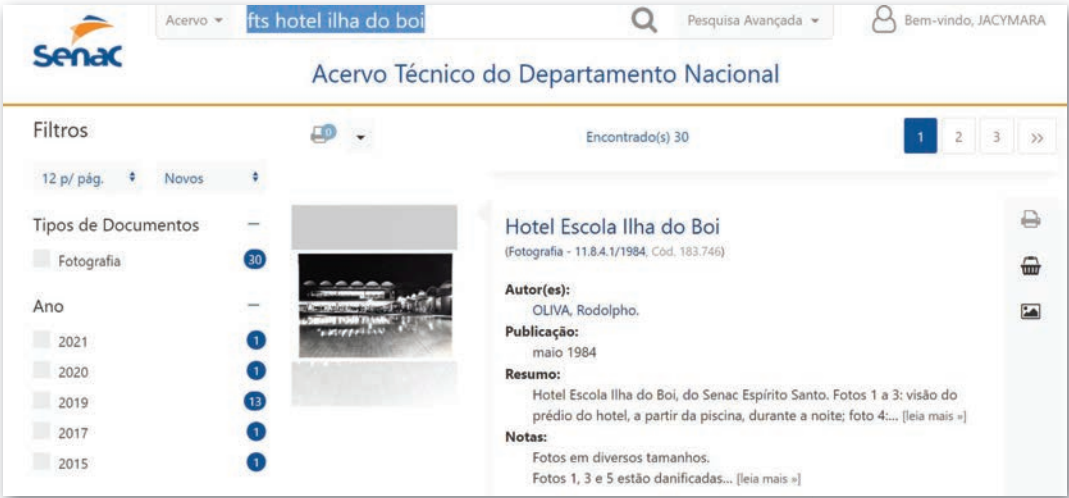 Acervo
fts hotel ilha do boi
Pesquisa Avançada
Bem-vindo, JACYMARA
Senac
Acervo Técnico do Departamento Nacional
Filtros
0
Encontrado(s) 30
1 2 3 >>
12 p/ pág.
Novos
Tipos de Documentos
Fotografia 30
Ano
2021 1
2020 1
2019 13
2017 1
2015 1
Hotel Escola Ilha do Boi
(Fotografia - 11.8.4.1/1984, Cód. 183.746)
Autor(es):
OLIVA, Rodolpho.
Publicação:
maio 1984
Resumo:
Hotel Escola Ilha do Boi, do Senac Espírito Santo. Fotos 1 a 3: visão do
prédio do hotel, a partir da piscina, durante a noite; foto 4:... [leia mais »]
Notas:
Fotos em diversos tamanhos.
Fotos 1, 3 e 5 estão danificadas... [leia mais »]